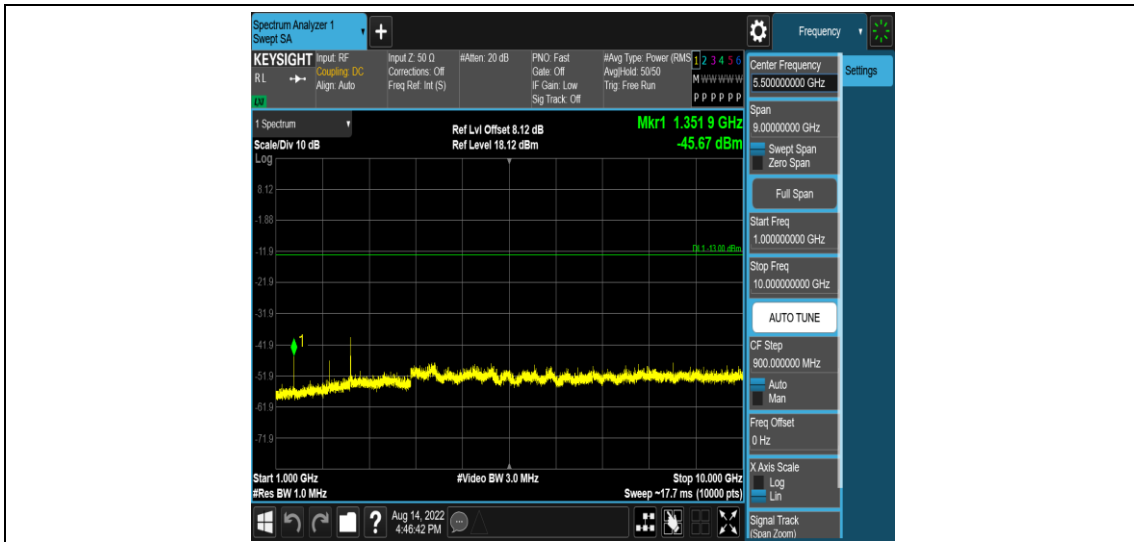 Spectrum Analyzer 1
Swept SA
+
Frequency
KEYSIGHT
RL
LXI
Input: RF
Coupling: DC
Align: Auto
Input Z: 50 Ω
Corrections: Off
Freq Ref: Int (S)
#Atten: 20 dB
PNO: Fast
Gate: Off
IF Gain: Low
Sig Track: Off
#Avg Type: Power (RMS
Avg|Hold: 50/50
Trig: Free Run
1 2 3 4 5 6
M W W W W W
P P P P P P
1 Spectrum
Scale/Div 10 dB
Log
Ref Lvl Offset 8.12 dB
Ref Level 18.12 dBm
Mkr1 1.351 9 GHz
-45.67 dBm
8.12
-1.88
-11.9
DL1 -13.00 dBm
-21.9
-31.9
-41.9
1
-51.9
-61.9
-71.9
Start 1.000 GHz
#Res BW 1.0 MHz
#Video BW 3.0 MHz
Stop 10.000 GHz
Sweep ~17.7 ms (10000 pts)
Center Frequency
5.500000000 GHz
Settings
Span
9.00000000 GHz
Swept Span
Zero Span
Full Span
Start Freq
1.000000000 GHz
Stop Freq
10.000000000 GHz
AUTO TUNE
CF Step
900.000000 MHz
Auto
Man
Freq Offset
0 Hz
X Axis Scale
Log
Lin
Signal Track
(Span Zoom)
?
Aug 14, 2022
4:46:42 PM